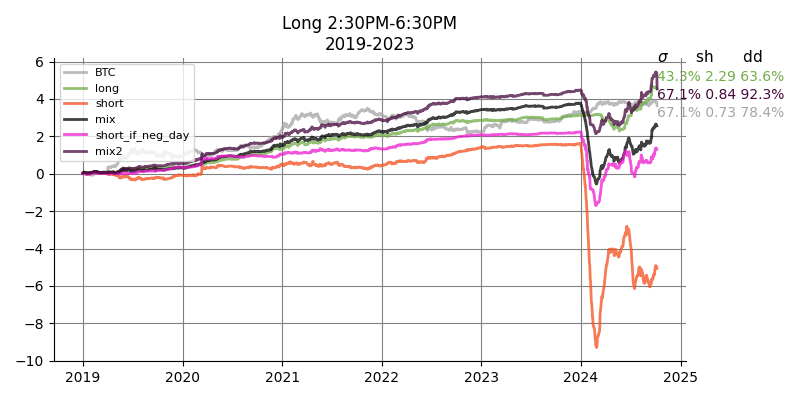 Long 2:30PM-6:30PM
2019-2023
σ sh dd
43.3% 2.29 63.6%
67.1% 0.84 92.3%
67.1% 0.73 78.4%
BTC
long
short
mix
short_if_neg_day
mix2
6
4
2
0
−2
−4
−6
−8
−10
2019 2020 2021 2022 2023 2024 2025